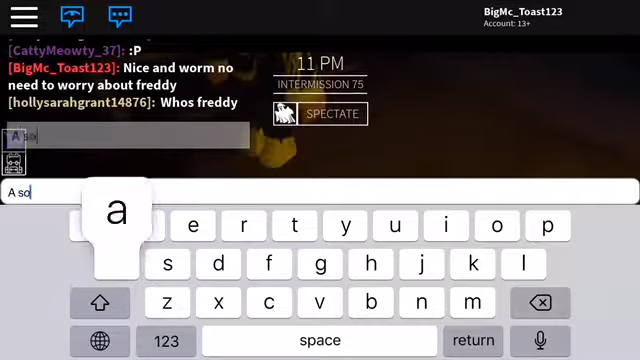 BigMc_Toast123
Account: 13+
[CattyMeowty_37]: :P
[BigMc_Toast123]: Nice and worm no
need to worry about freddy
[hollysarahgrant14876]: Whos freddy
11 PM
INTERMISSION 75
SPECTATE
A so
A so
a
e r t y u i o p
s d f g h j k l
z x c v b n m
123 space return